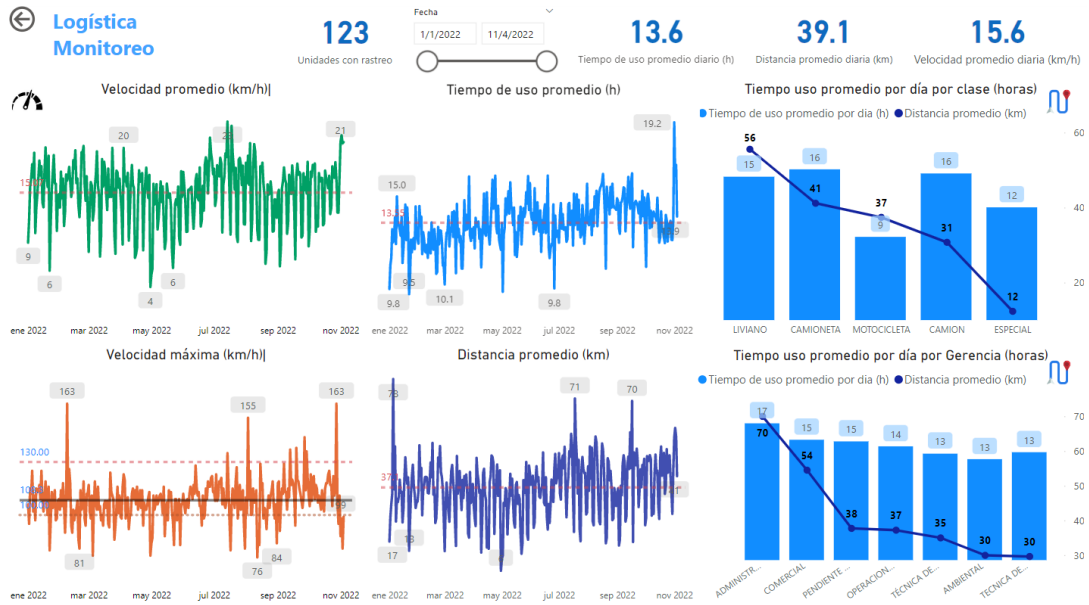 Logística
Monitoreo
123
Unidades con rastreo
Fecha
1/1/2022
11/4/2022
13.6
Tiempo de uso promedio diario (h)
39.1
Distancia promedio diaria (km)
15.6
Velocidad promedio diaria (km/h)
Velocidad promedio (km/h)|
20
21
9
6
4
6
ene 2022 mar 2022 may 2022 jul 2022 sep 2022 nov 2022
Tiempo de uso promedio (h)
19.2
15.0
9.8
9.5
10.1
9.8
ene 2022 mar 2022 may 2022 jul 2022 sep 2022 nov 2022
Tiempo uso promedio por día por clase (horas)
Tiempo de uso promedio por dia (h) Distancia promedio (km)
56 41 37 31 12
15 16 9 16 12
60
40
20
LIVIANO CAMIONETA MOTOCICLETA CAMION ESPECIAL
Velocidad máxima (km/h)|
163
155
163
130.00
99
81
76
84
ene 2022 mar 2022 may 2022 jul 2022 sep 2022 nov 2022
Distancia promedio (km)
78
71
70
17
13
ene 2022 mar 2022 may 2022 jul 2022 sep 2022 nov 2022
Tiempo uso promedio por día por Gerencia (horas)
Tiempo de uso promedio por dia (h) Distancia promedio (km)
17 15 15 14 13 13 13
70 54 38 37 35 30 30
70
60
50
40
30
ADMINISTR... COMERCIAL PENDIENTE ... OPERACION... TÉCNICA DE... AMBIENTAL TECNICA DE...